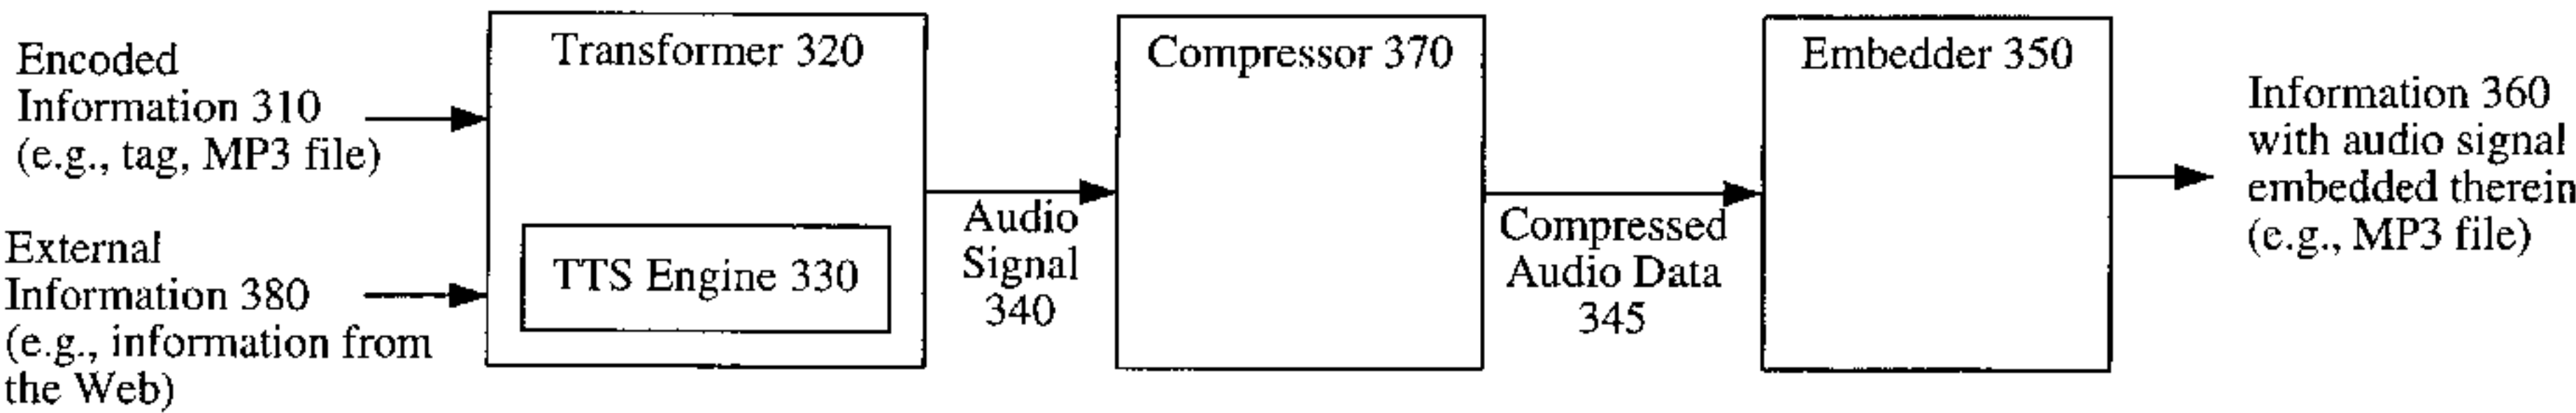 Encoded
Information 310
(e.g., tag, MP3 file)
External
Information 380
(e.g., information from
the Web)
Transformer 320
TTS Engine 330
Audio
Signal
340
Compressor 370
Compressed
Audio Data
345
Embedder 350
Information 360
with audio signal
embedded therein
(e.g., MP3 file)